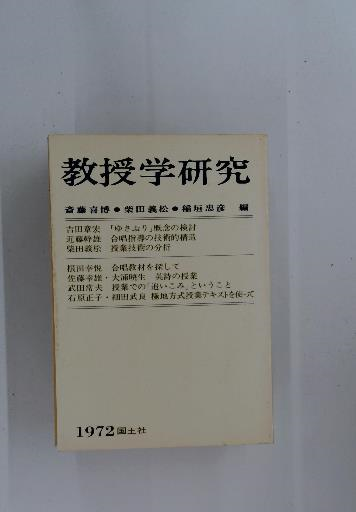 教授学研究
斎藤喜博●柴田義松●稲垣忠彦 編
吉田章宏 「ゆさぶり」概念の検討
近藤幹雄 合唱指導の技術的構造
柴田義松 授業技術の分析
横須幸悦 合唱教材を探して
佐藤幸雄・大浦暁生 英詩の授業
武田常夫 授業での「追いこみ」ということ
石原正子・細田武良 極地方式授業テキストを使って
1972 国土社